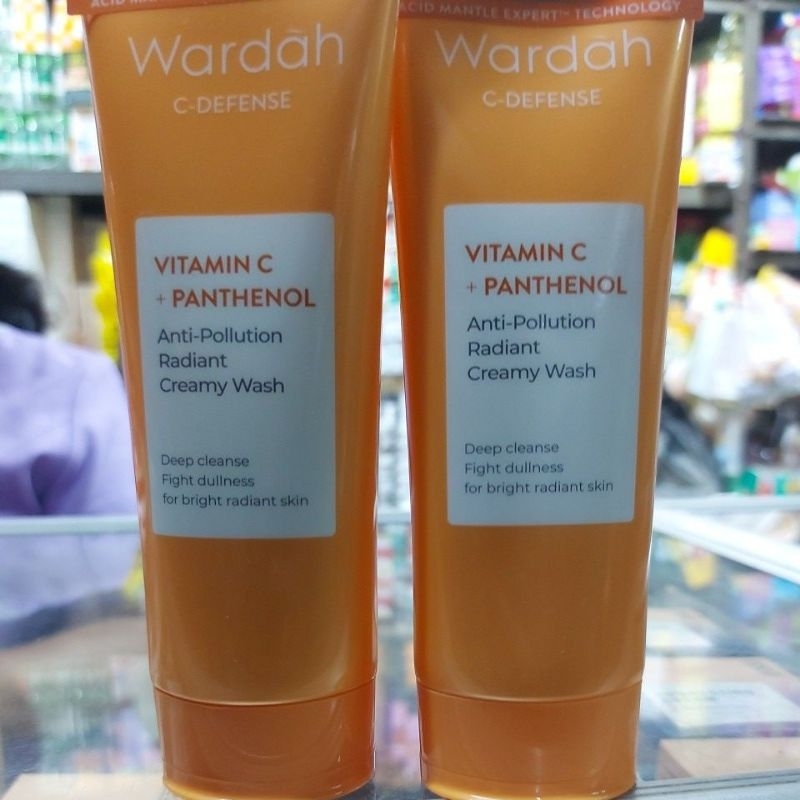 ACID MAN
Wardah
C-DEFENSE
VITAMIN C
+ PANTHENOL
Anti-Pollution
Radiant
Creamy Wash
Deep cleanse
Fight dullness
for bright radiant skin
ACID MANTLE EXPERT™ TECHNOLOGY
Wardah
C-DEFENSE
VITAMIN C
+ PANTHENOL
Anti-Pollution
Radiant
Creamy Wash
Deep cleanse
Fight dullness
for bright radiant skin